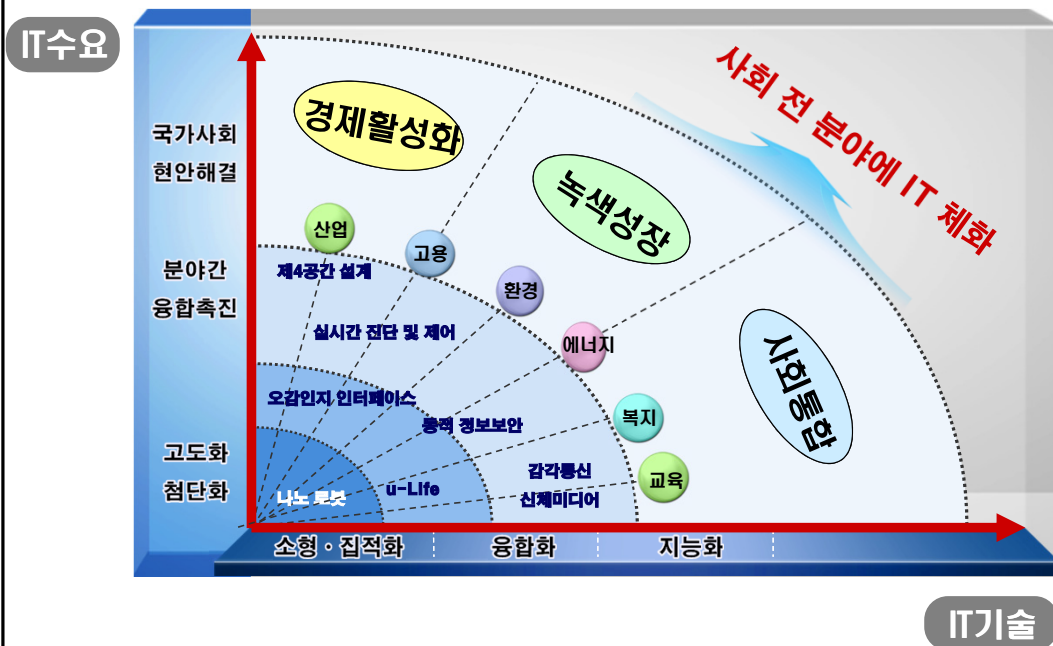 IT수요
사회 전 분야에 IT 체화
경제활성화
국가사회
현안해결
녹색성장
산업
고용
분야간
융합촉진
제4공간 설계
환경
실시간 진단 및 제어
에너지
사회통합
오감인지 인터페이스
동적 정보보안
복지
고도화
첨단화
감각통신
신체미디어
교육
나노 로봇
u-Life
소형·집적화
융합화
지능화
IT기술